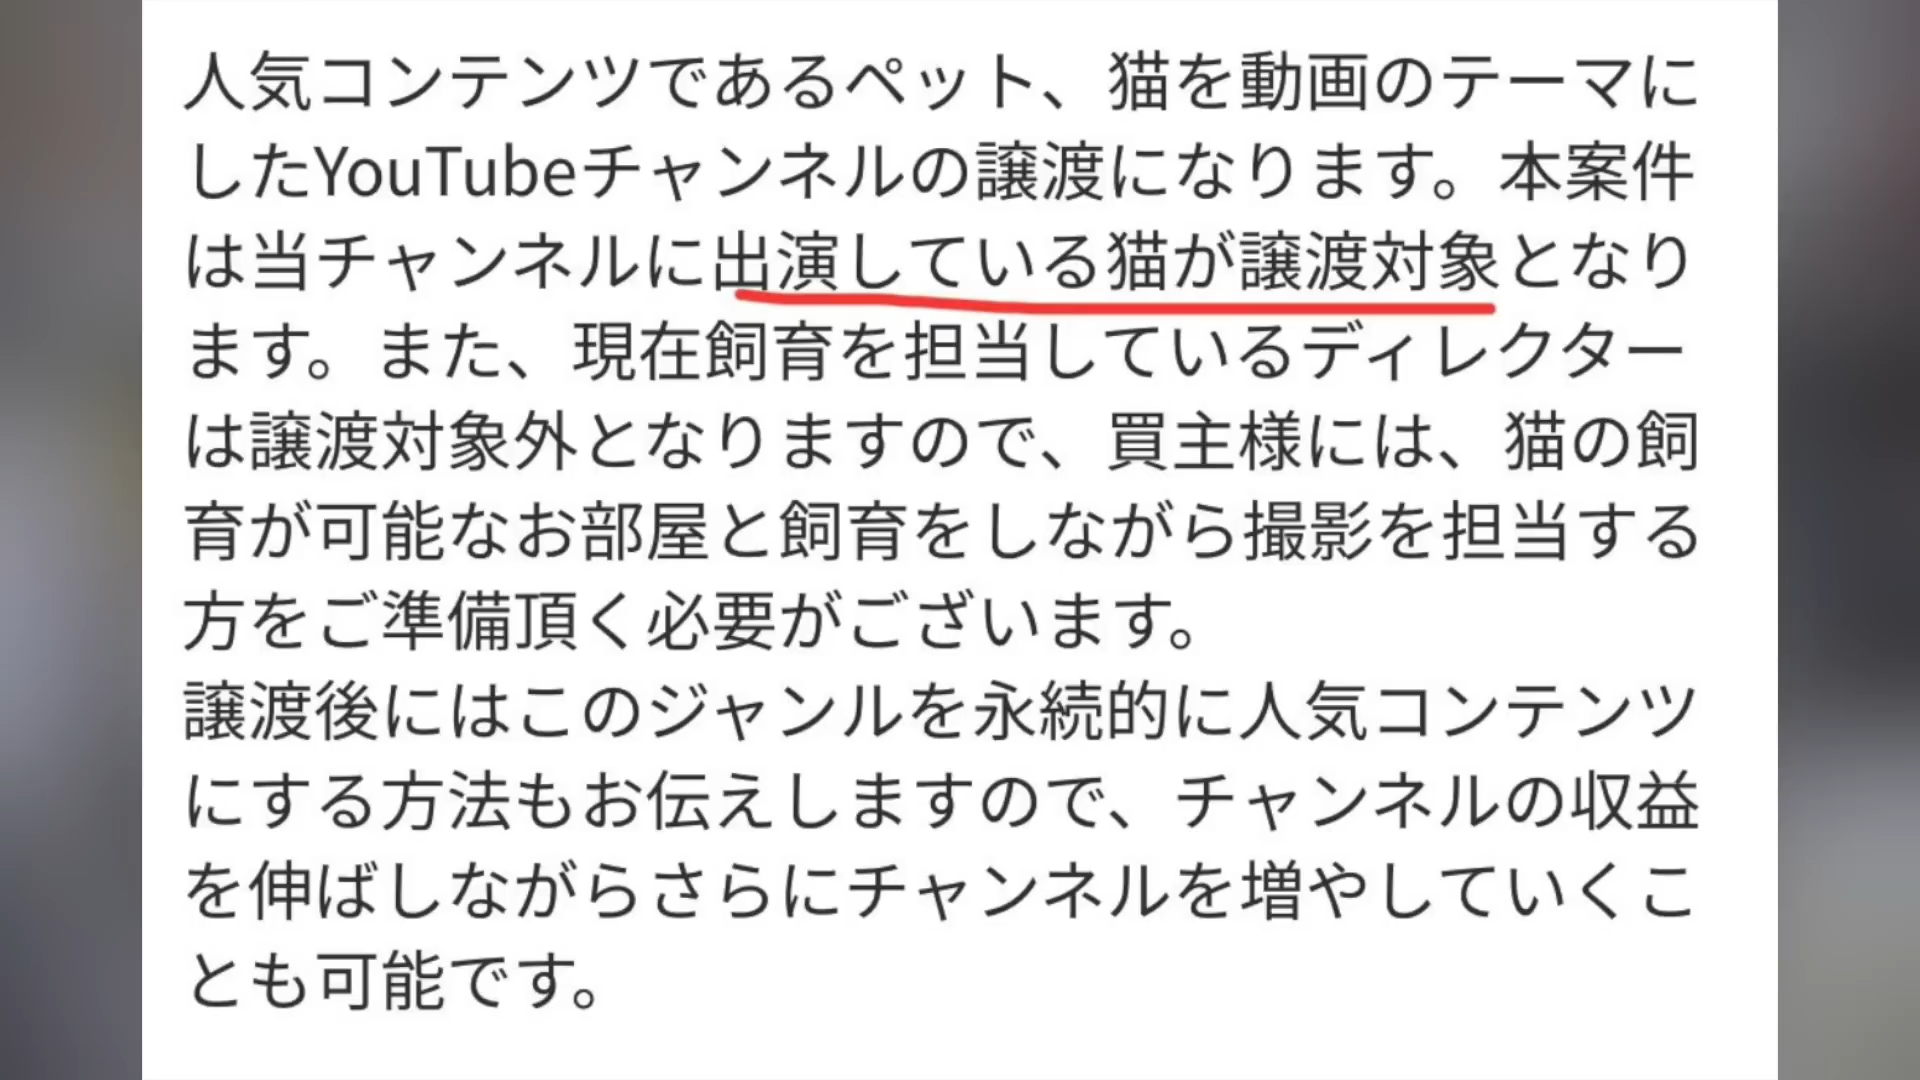 人気コンテンツであるペット、猫を動画のテーマに
したYouTubeチャンネルの譲渡になります。本案件
は当チャンネルに出演している猫が譲渡対象となり
ます。また、現在飼育を担当しているディレクター
は譲渡対象外となりますので、買主様には、猫の飼
育が可能なお部屋と飼育をしながら撮影を担当する
方をご準備頂く必要がございます。
譲渡後にはこのジャンルを永続的に人気コンテンツ
にする方法もお伝えしますので、チャンネルの収益
を伸ばしながらさらにチャンネルを増やしていくこ
とも可能です。